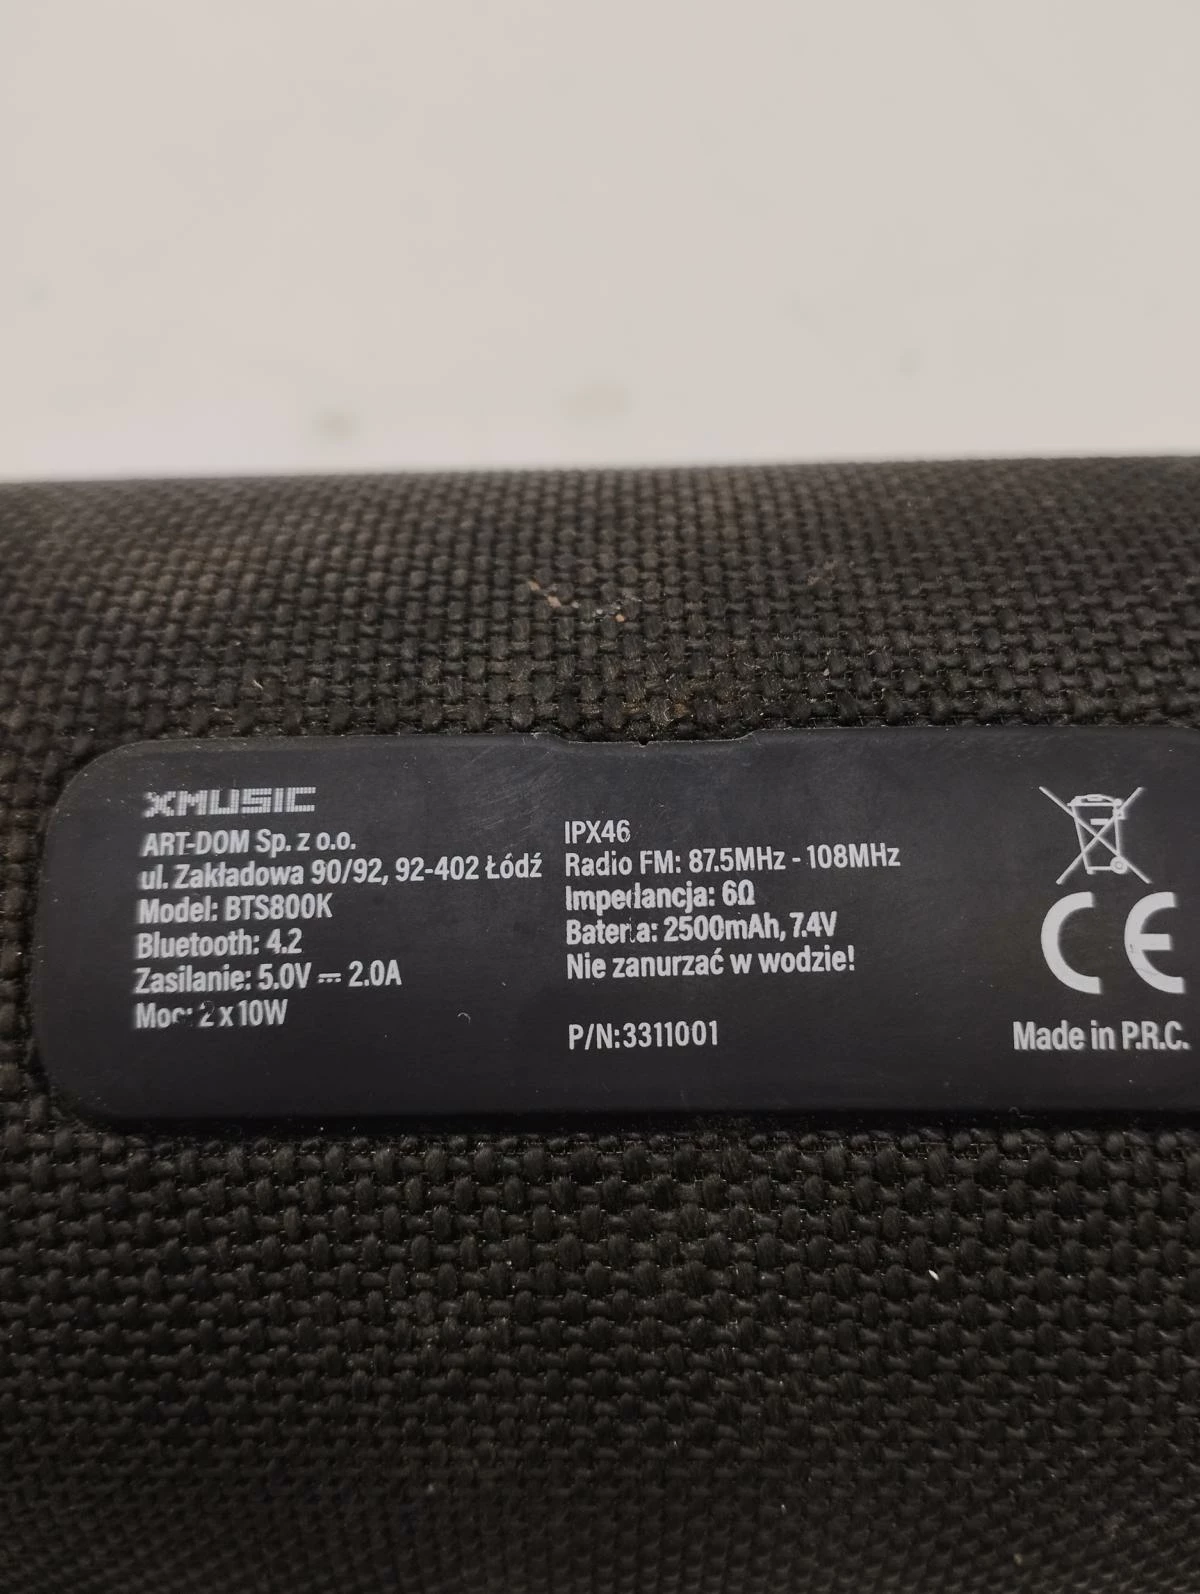 XMUSIC
ART-DOM Sp. z o.o.
ul. Zakładowa 90/92, 92-402 Łódź
Model: BTS800K
Bluetooth: 4.2
Zasilanie: 5.0V ⎓ 2.0A
Moc: 2 x 10W
IPX46
Radio FM: 87.5MHz - 108MHz
Impedancja: 6Ω
Bateria: 2500mAh, 7.4V
Nie zanurzać w wodzie!
P/N:3311001
CE
Made in P.R.C.